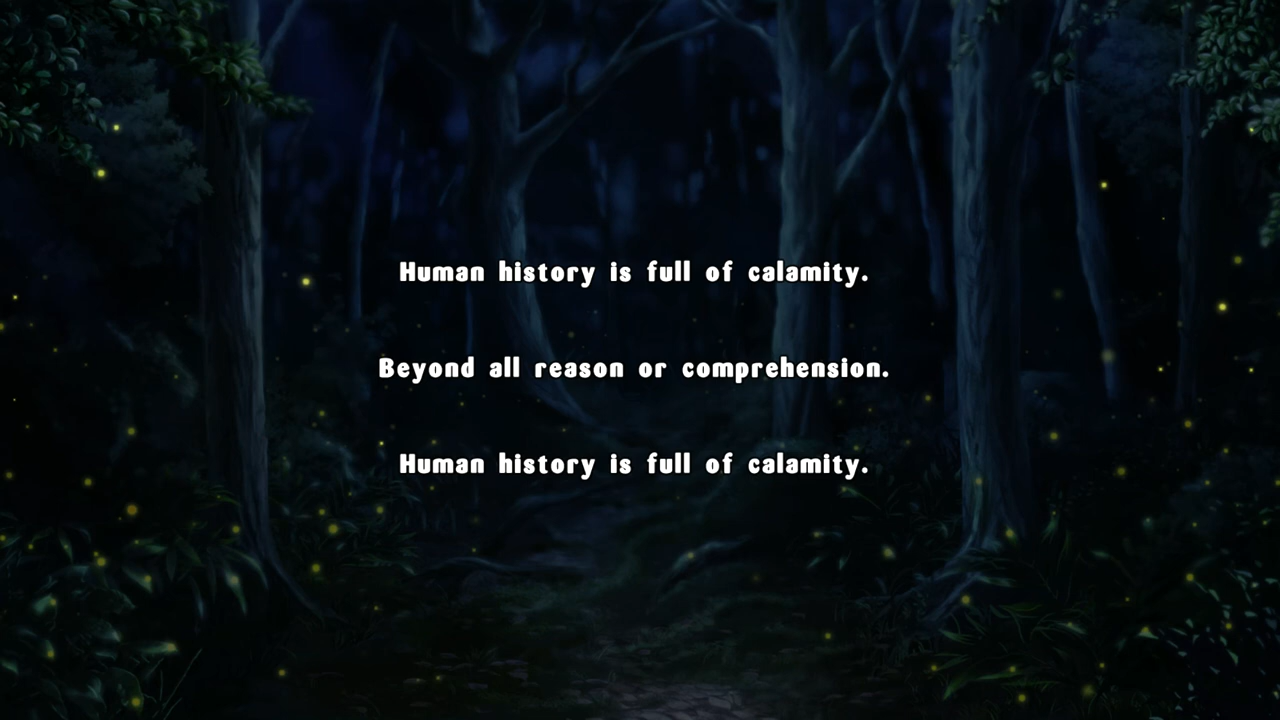 Human history is full of calamity.
Beyond all reason or comprehension.
Human history is full of calamity.